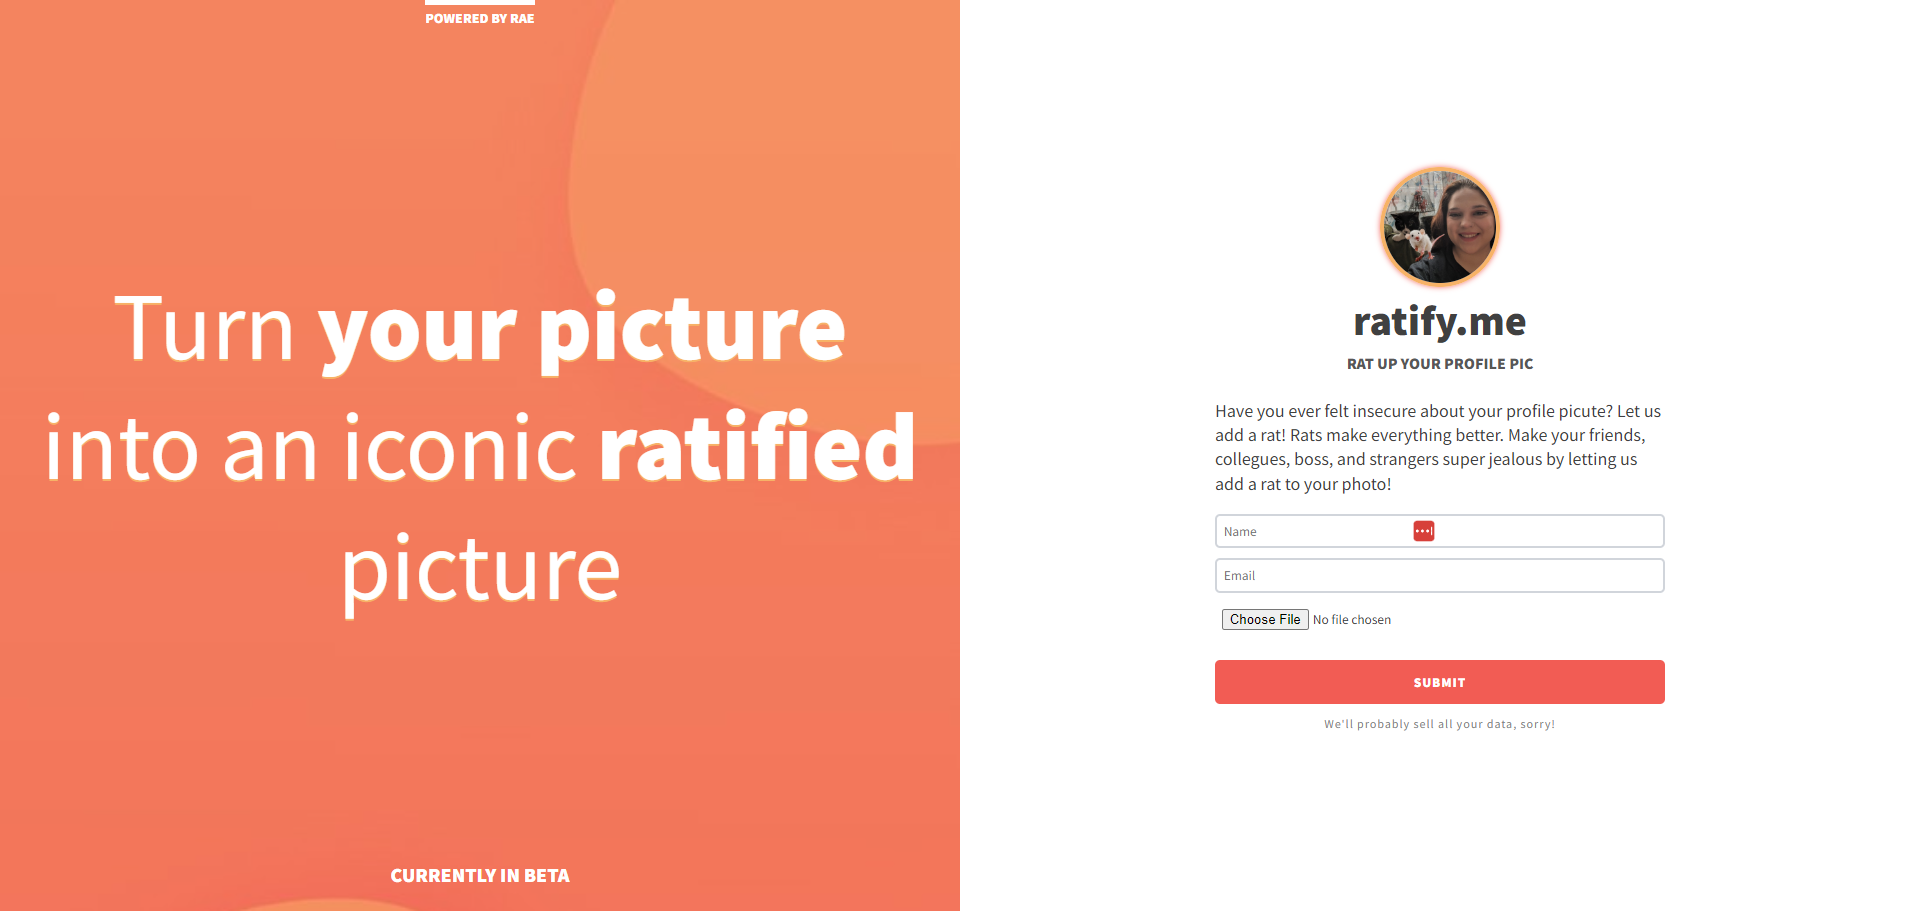 POWERED BY RAE
Turn your picture
into an iconic ratified
picture
CURRENTLY IN BETA
ratify.me
RAT UP YOUR PROFILE PIC
Have you ever felt insecure about your profile picute? Let us
add a rat! Rats make everything better. Make your friends,
collegues, boss, and strangers super jealous by letting us
add a rat to your photo!
Name
Email
Choose File No file chosen
SUBMIT
We'll probably sell all your data, sorry!